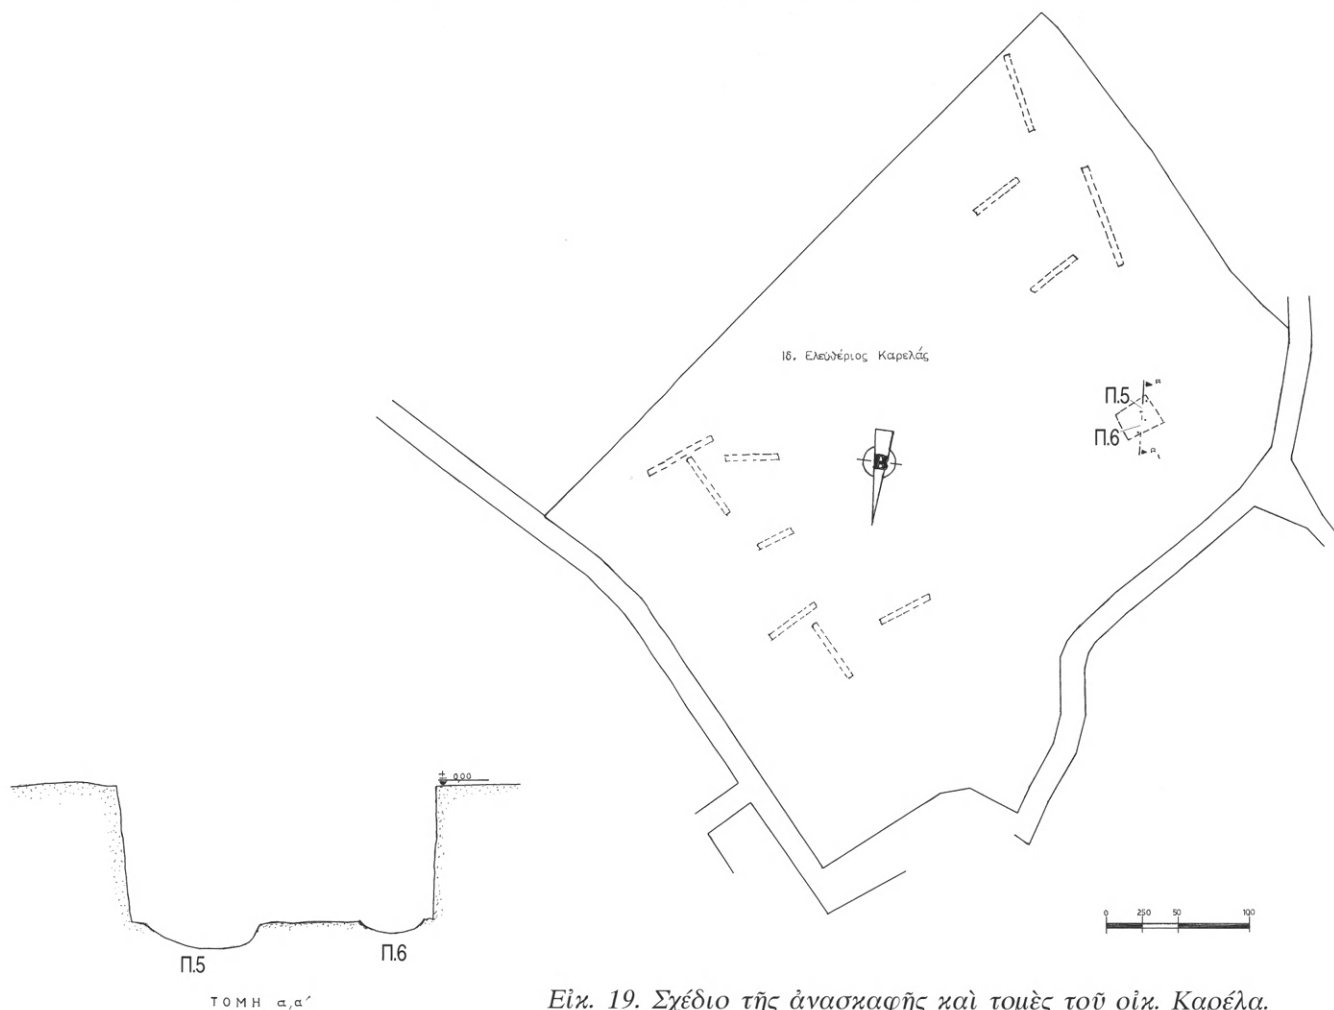 Ιδ. Ελευθέριος Καρελάς
Π.5
Π.6
± 0,00
Π.5
Π.6
ΤΟΜΗ α,α΄
0 250 50 100
Εἰκ. 19. Σχέδιο τῆς ἀνασκαφῆς καὶ τομὲς τοῦ οἰκ. Καρέλα.